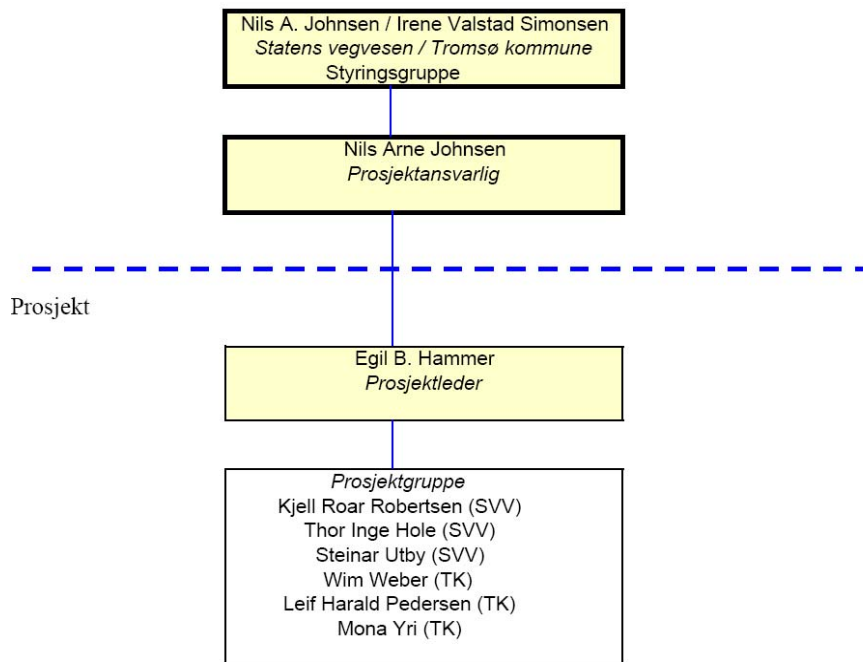 Nils A. Johnsen / Irene Valstad Simonsen
Statens vegvesen / Tromsø kommune
Styringsgruppe
Nils Arne Johnsen
Prosjektansvarlig
Prosjekt
Egil B. Hammer
Prosjektleder
Prosjektgruppe
Kjell Roar Robertsen (SVV)
Thor Inge Hole (SVV)
Steinar Utby (SVV)
Wim Weber (TK)
Leif Harald Pedersen (TK)
Mona Yri (TK)